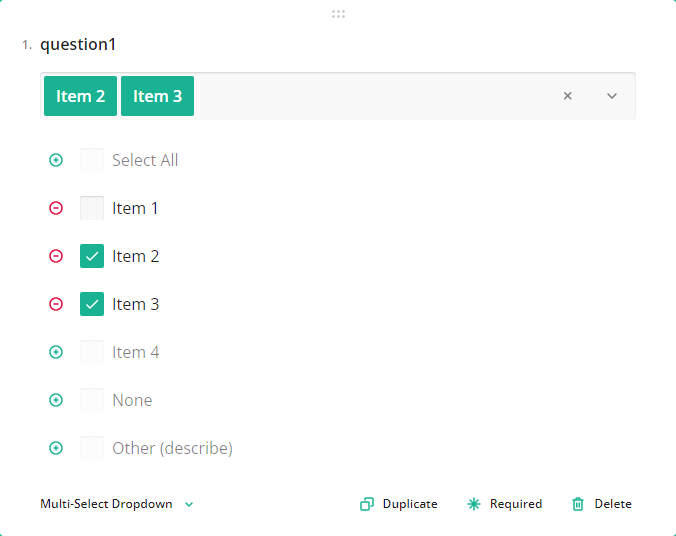 1. question1
Item 2 Item 3
Select All
Item 1
Item 2
Item 3
Item 4
None
Other (describe)
Multi-Select Dropdown Duplicate Required Delete